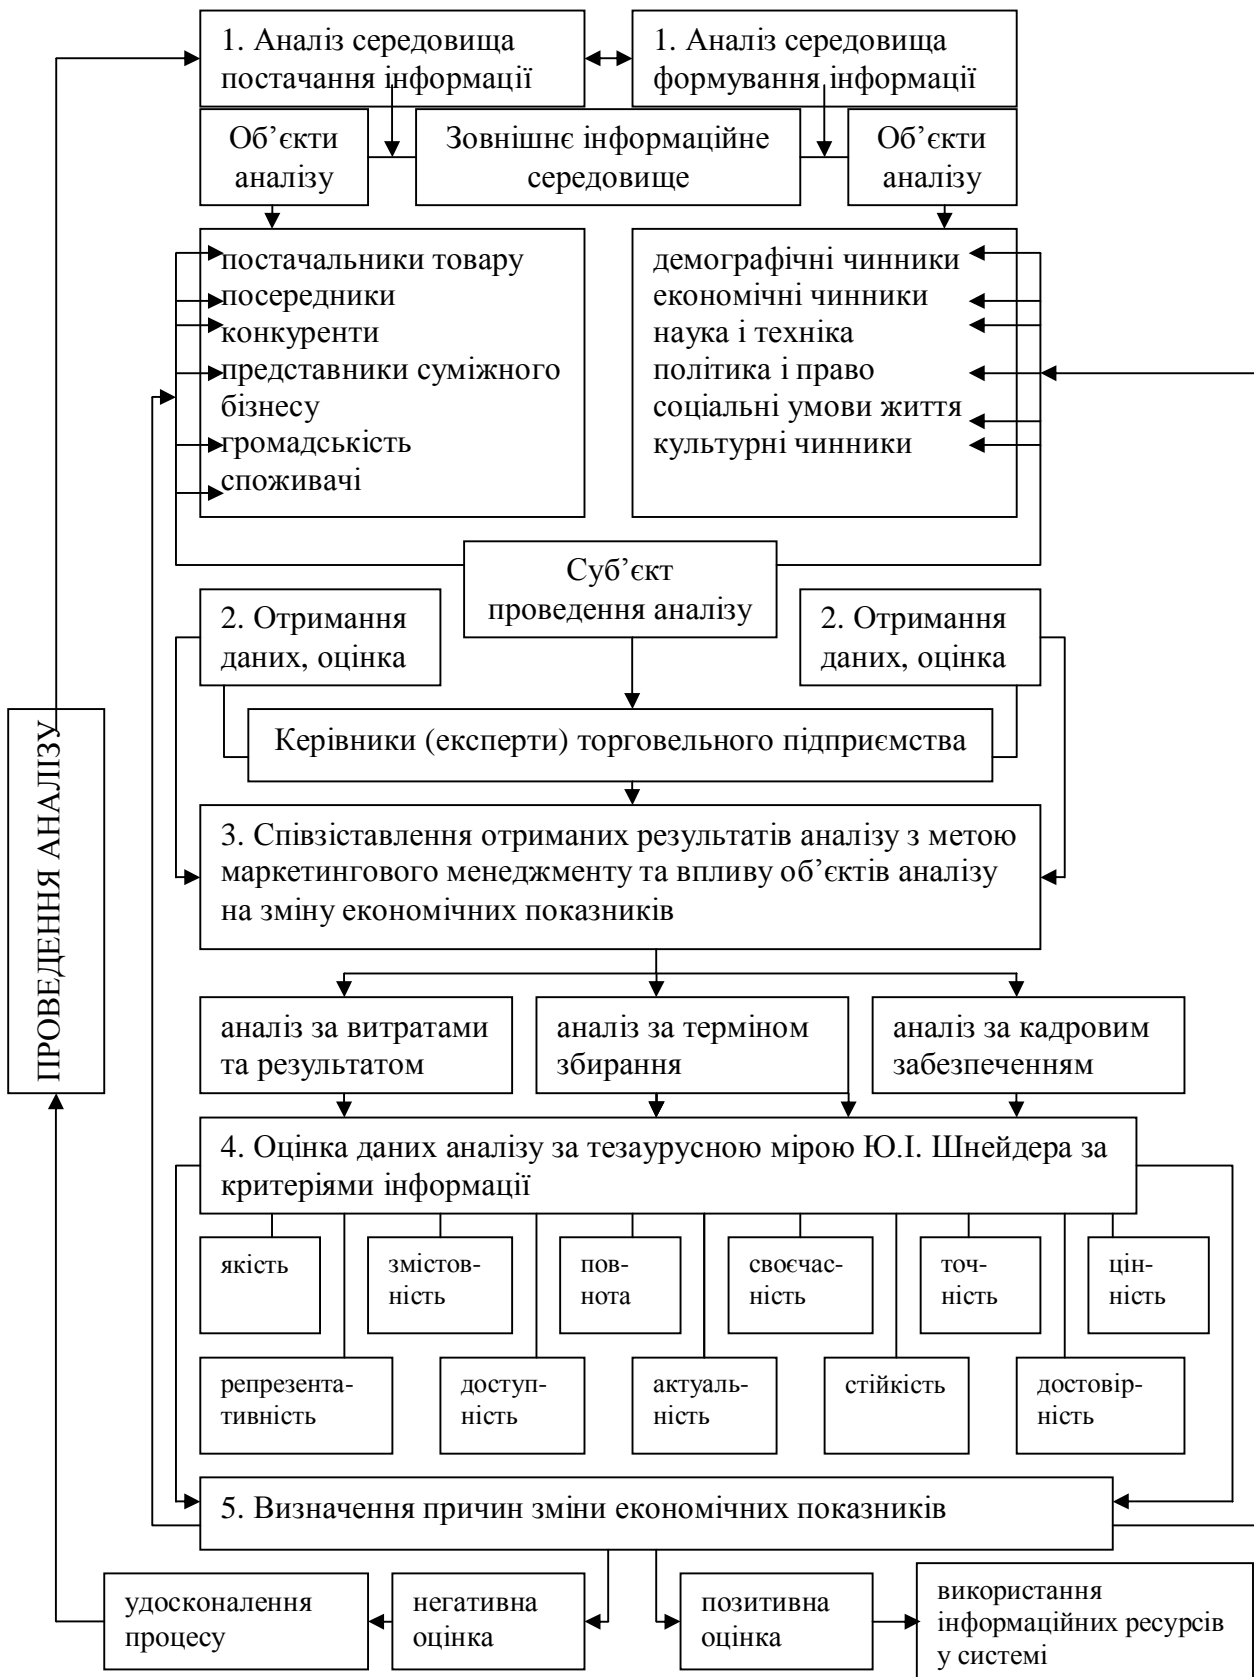 1. Аналіз середовища
постачання інформації
1. Аналіз середовища
формування інформації
Об’єкти
аналізу
Зовнішнє інформаційне
середовище
Об’єкти
аналізу
постачальники товару
посередники
конкуренти
представники суміжного
бізнесу
громадськість
споживачі
демографічні чинники
економічні чинники
наука і техніка
політика і право
соціальні умови життя
культурні чинники
Суб’єкт
проведення аналізу
2. Отримання
даних, оцінка
2. Отримання
даних, оцінка
Керівники (експерти) торговельного підприємства
ПРОВЕДЕННЯ АНАЛІЗУ
3. Співзіставлення отриманих результатів аналізу з метою
маркетингового менеджменту та впливу об’єктів аналізу
на зміну економічних показників
аналіз за витратами
та результатом
аналіз за терміном
збирання
аналіз за кадровим
забезпеченням
4. Оцінка даних аналізу за тезаурусною мірою Ю.І. Шнейдера за
критеріями інформації
якість
змістов-
ність
пов-
нота
своєчас-
ність
точ-
ність
цін-
ність
репрезента-
тивність
доступ-
ність
актуаль-
ність
стійкість
достовір-
ність
5. Визначення причин зміни економічних показників
удосконалення
процесу
негативна
оцінка
позитивна
оцінка
використання
інформаційних ресурсів
у системі